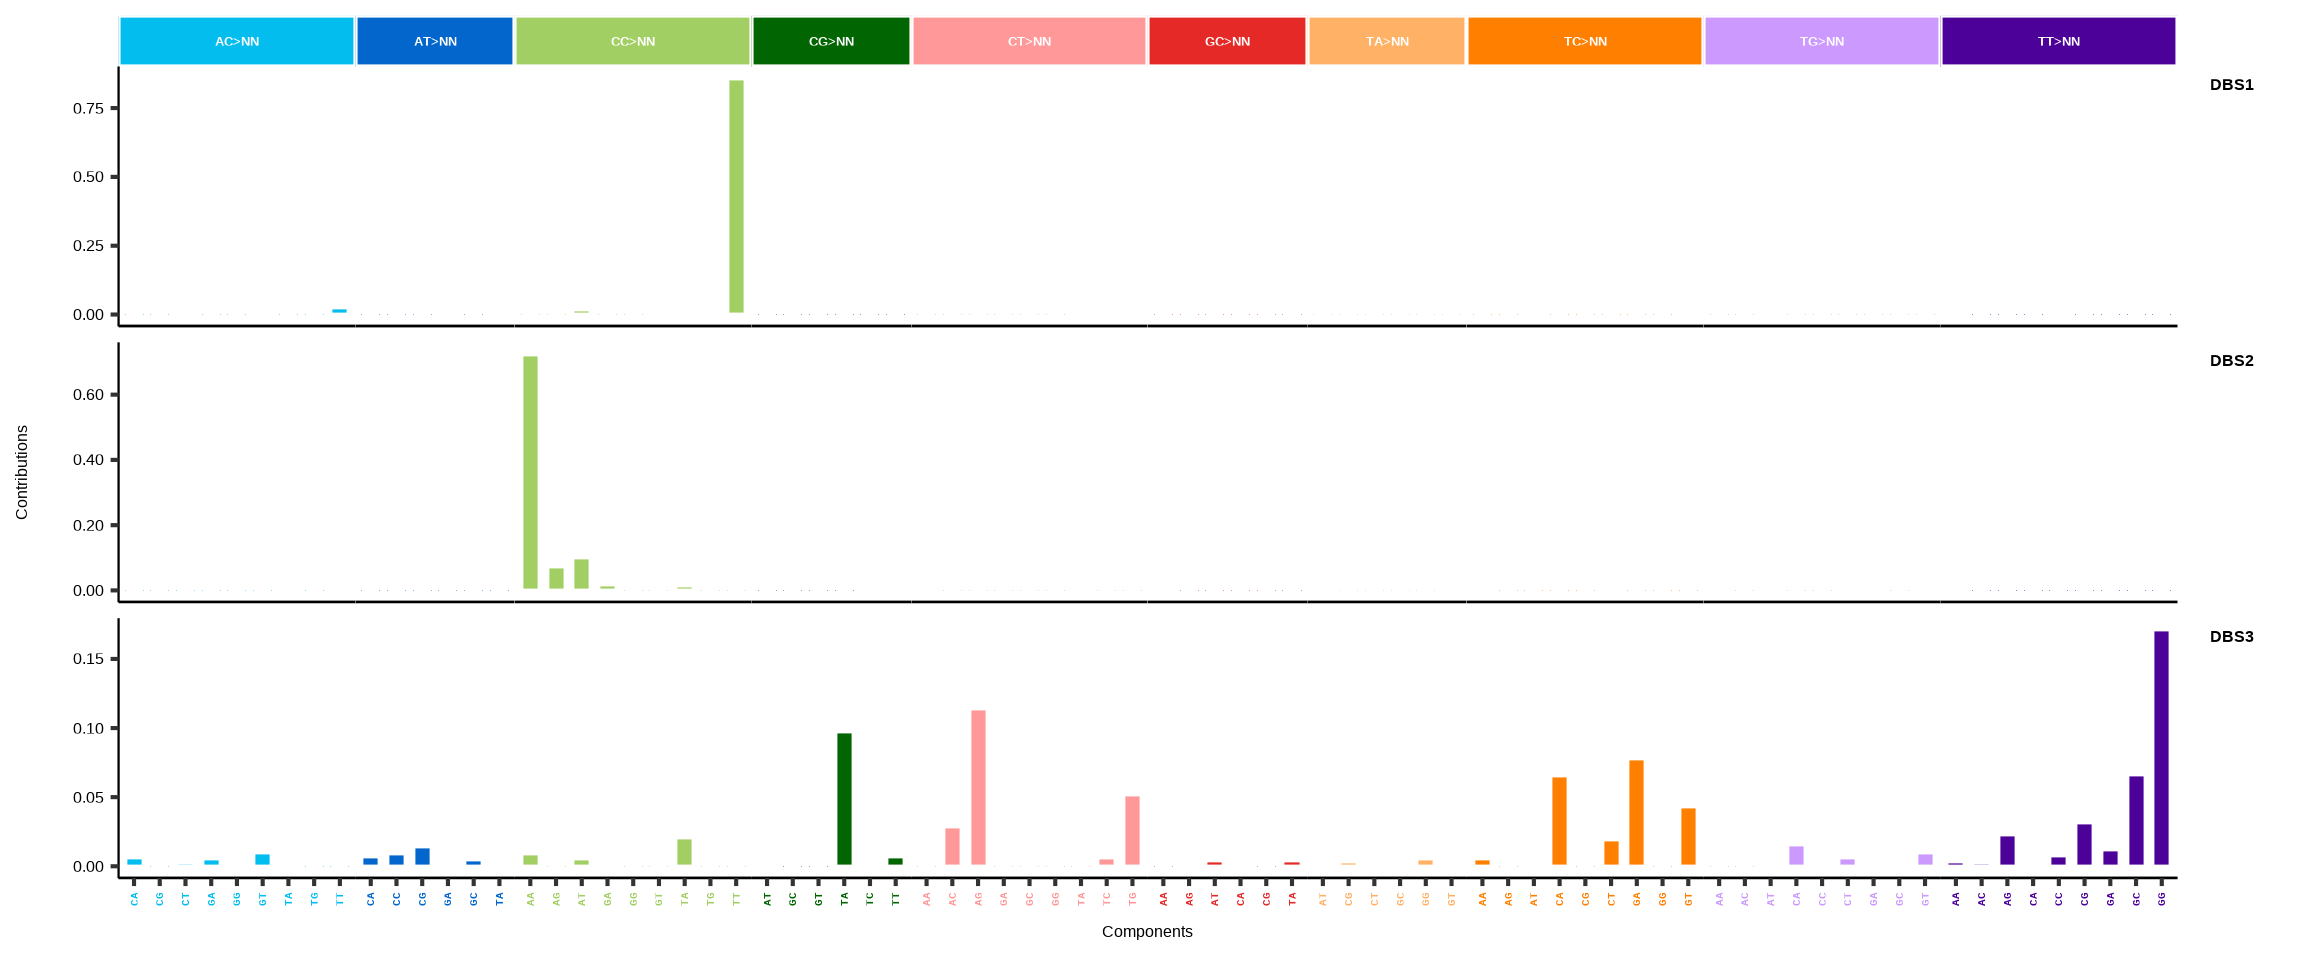 AC>NN AT>NN CC>NN CG>NN CT>NN GC>NN TA>NN TC>NN TG>NN TT>NN
DBS1
0.75
0.50
0.25
0.00
DBS2
0.60
0.40
0.20
0.00
DBS3
0.15
0.10
0.05
0.00
Contributions
CA CG CT GA GG GT TA TG TT CA CC CG GA GC TA AA AG AT GA GG GT TA TG TT AT GC GT TA TC TT AA AC AG GA GC GG TA TC TG AA AG AT CA CG TA AT CG CT GC GG GT AA AG AT CA CG CT GA GG GT AA AC AT CA CC CT GA GC GT AA AC AG CA CC CG GA GC GG
Components